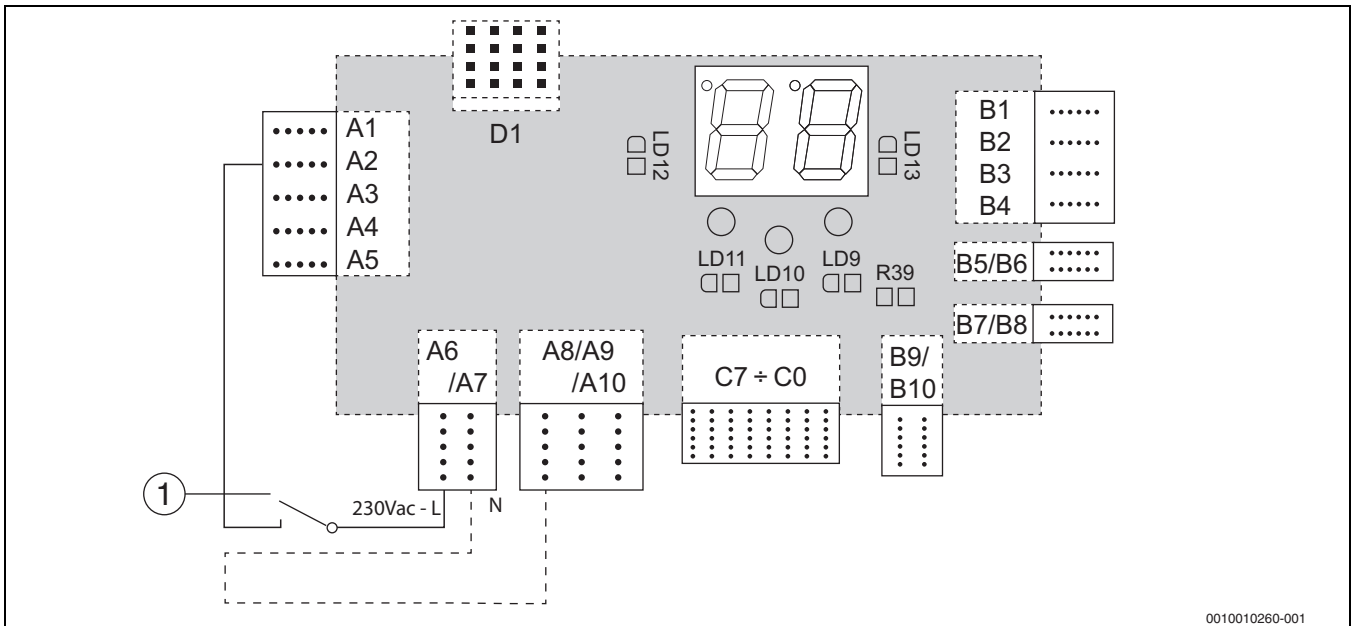 D1
A1
A2
A3
A4
A5
LD12
LD13
B1
B2
B3
B4
LD11
LD10
LD9
R39
B5/B6
B7/B8
A6
/A7
A8/A9
/A10
C7 ÷ C0
B9/
B10
1
230Vac - L
N
0010010260-001